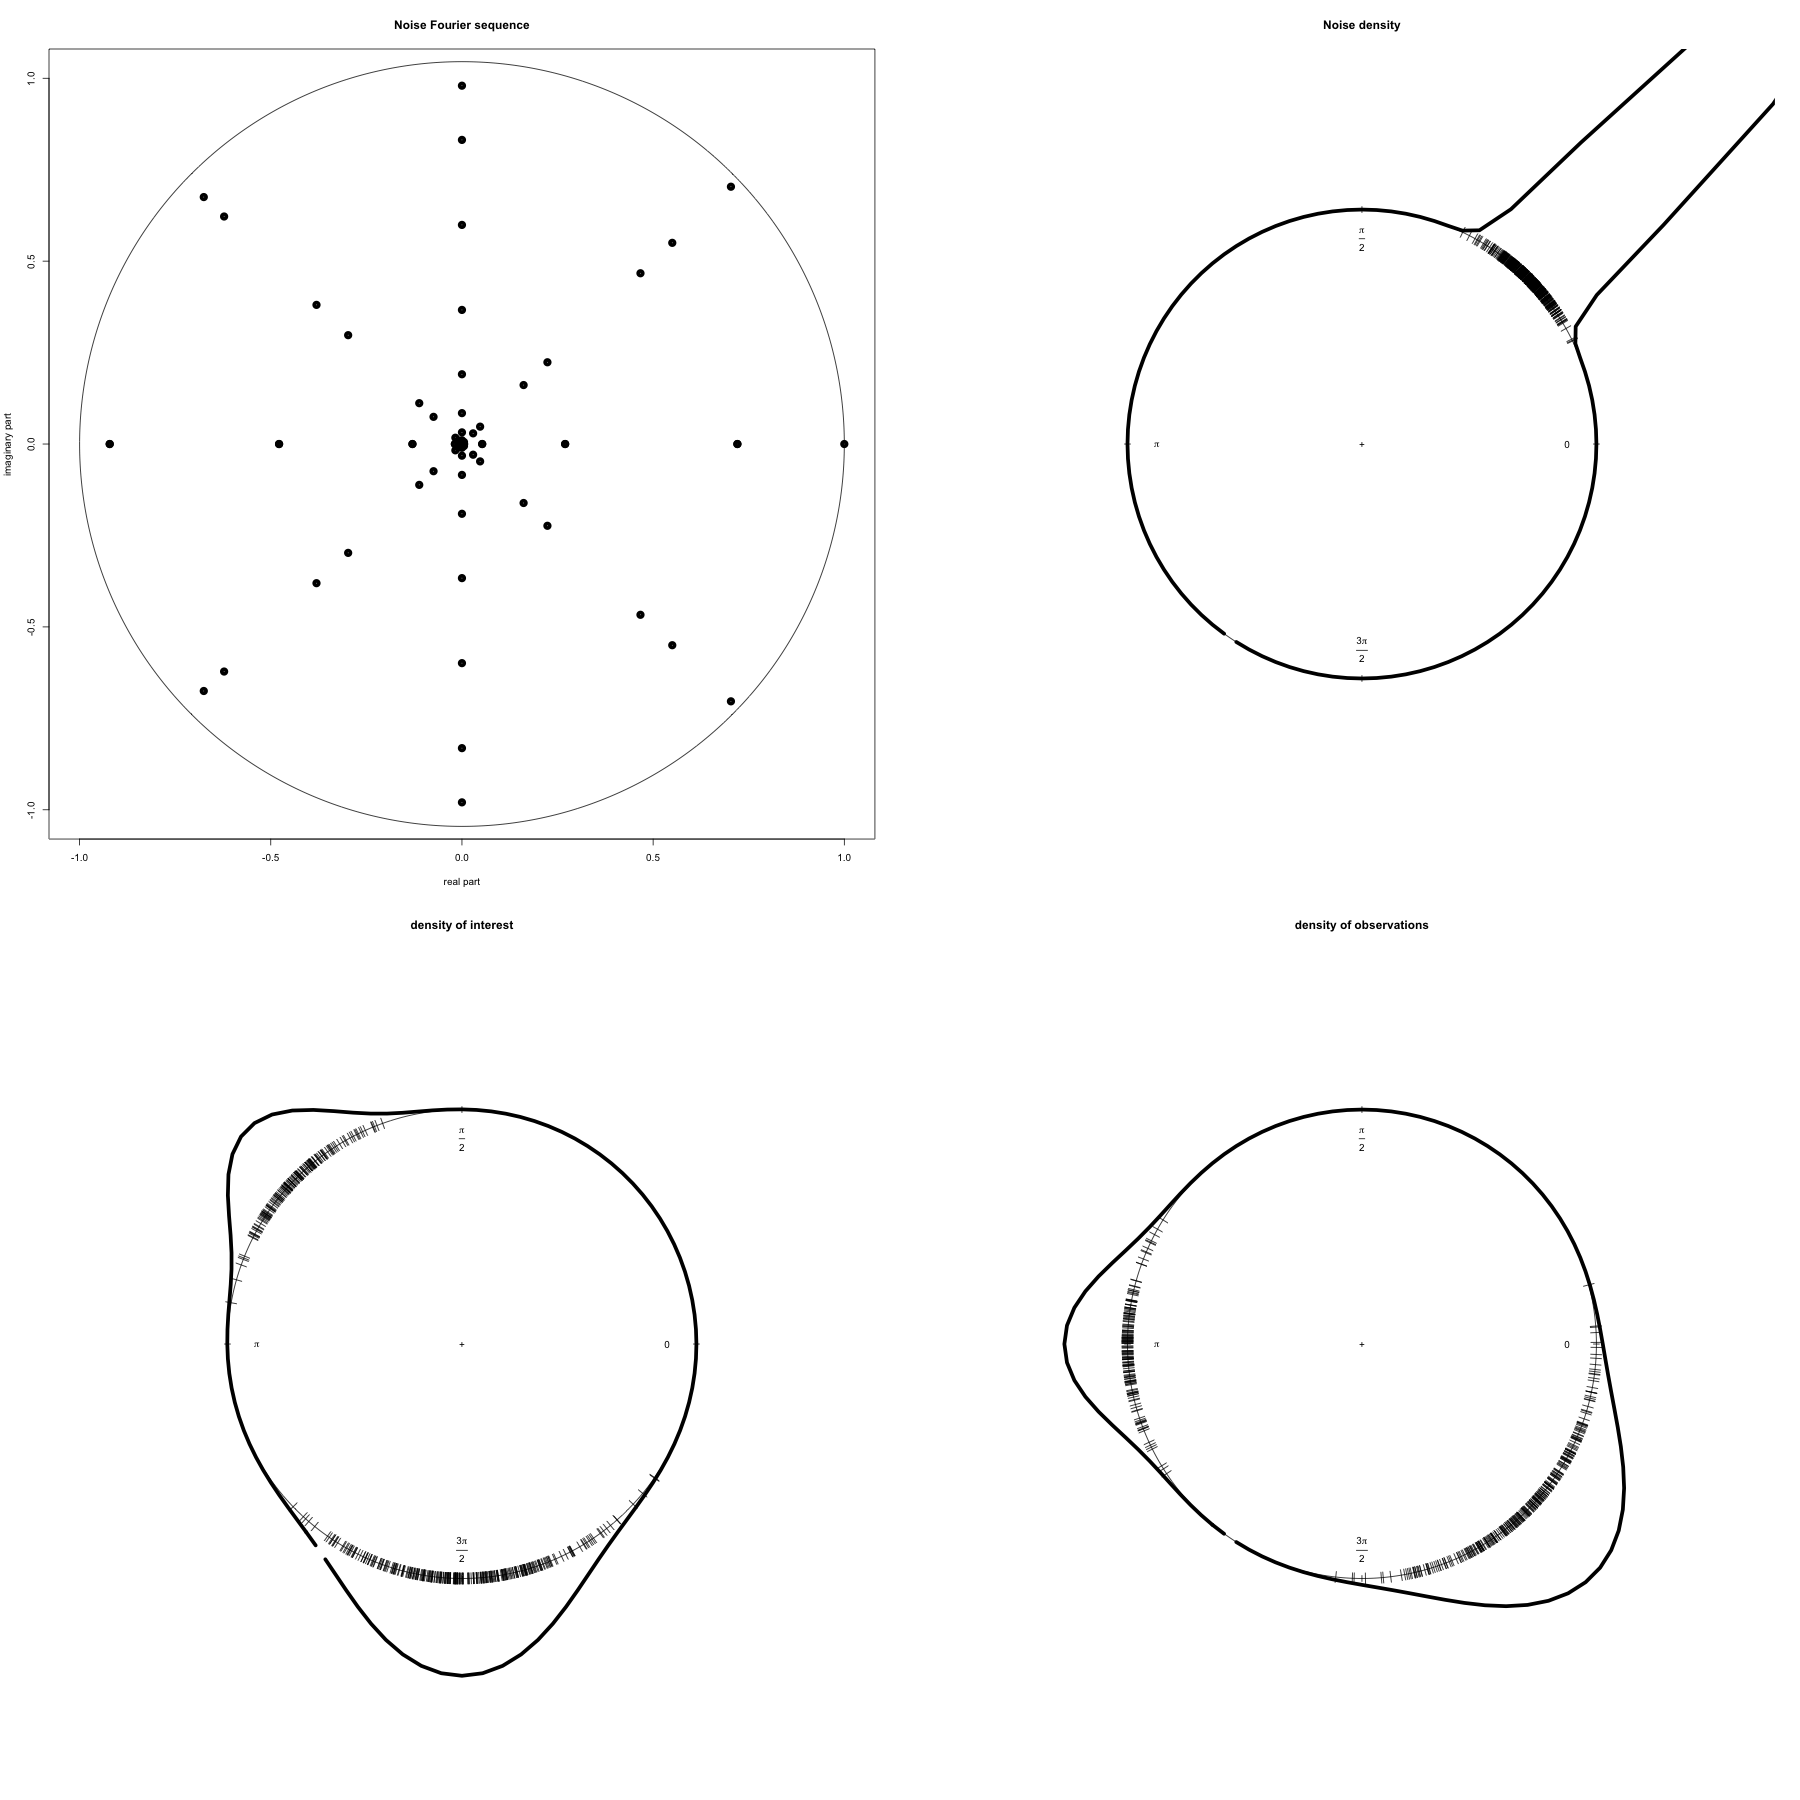 Noise Fourier sequence
Noise density
1.0
0.5
0.0
-0.5
-1.0
imaginary part
-1.0 -0.5 0.0 0.5 1.0
real part
π
2
π + 0
3π
2
density of interest
density of observations
π
2
π + 0
3π
2
π
2
π + 0
3π
2